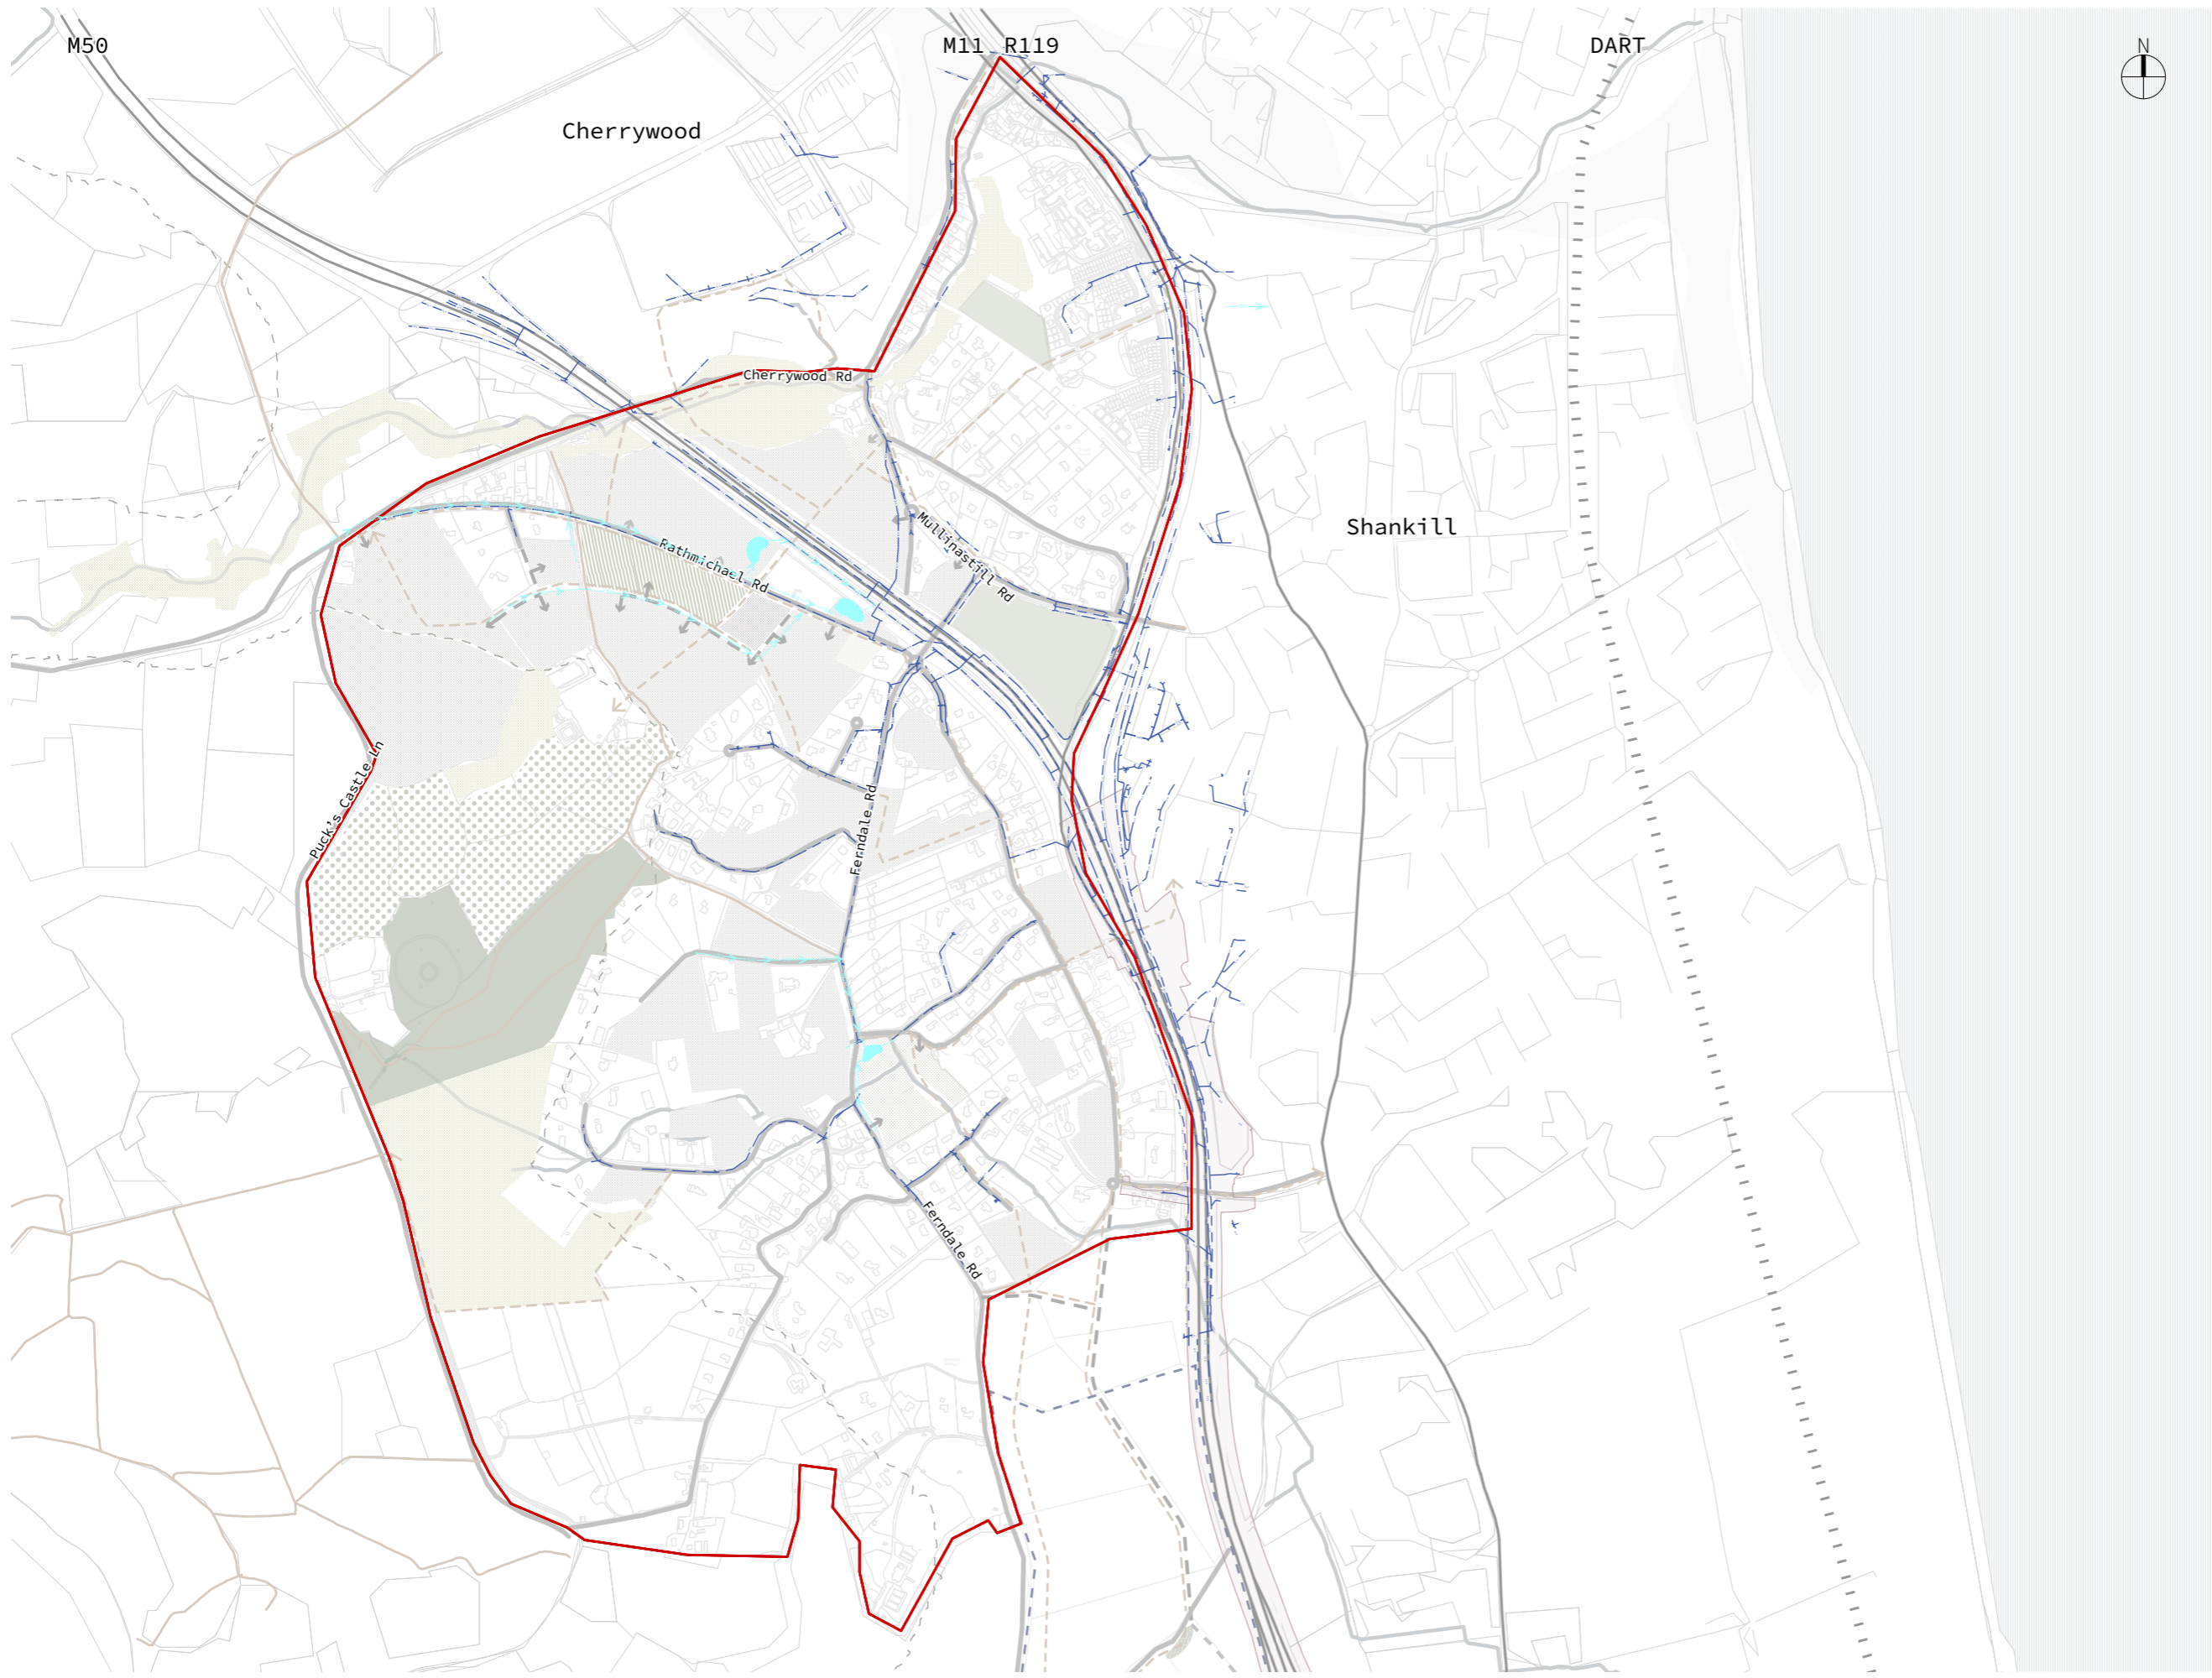 M50
M11 R119
DART
N
Cherrywood
Cherrywood Rd
Shankill
Mullinastill Rd
Rathmichael Rd
Puck's Castle Ln
Ferndale Rd
Ferndale Rd